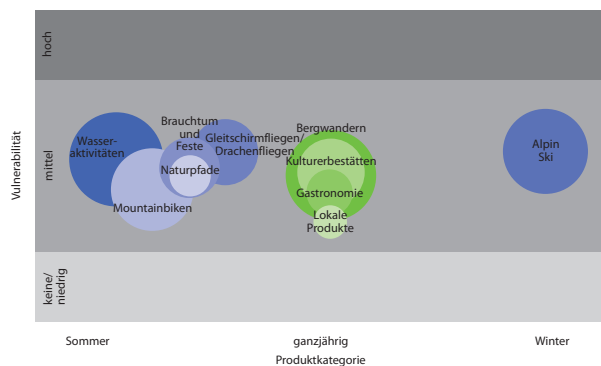 hoch
Vulnerabilität
mittel
keine/
niedrig
Wasser-
aktivitäten
Mountainbiken
Brauchtum
und
Feste
Naturpfade
Gleitschirmfliegen/
Drachenfliegen
Bergwandern
Kulturerbestätten
Gastronomie
Lokale
Produkte
Alpin
Ski
Sommer
ganzjährig
Winter
Produktkategorie